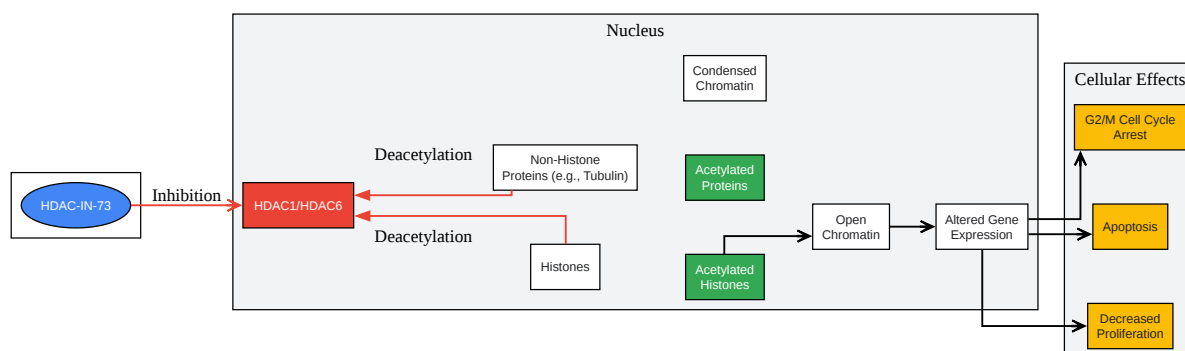 Nucleus
Condensed
Chromatin
Cellular Effects
G2/M Cell Cycle
Arrest
Deacetylation
Non-Histone
Proteins (e.g., Tubulin)
Acetylated
Proteins
HDAC-IN-73
Inhibition
HDAC1/HDAC6
Deacetylation
Histones
Acetylated
Histones
Open
Chromatin
Altered Gene
Expression
Apoptosis
Decreased
Proliferation